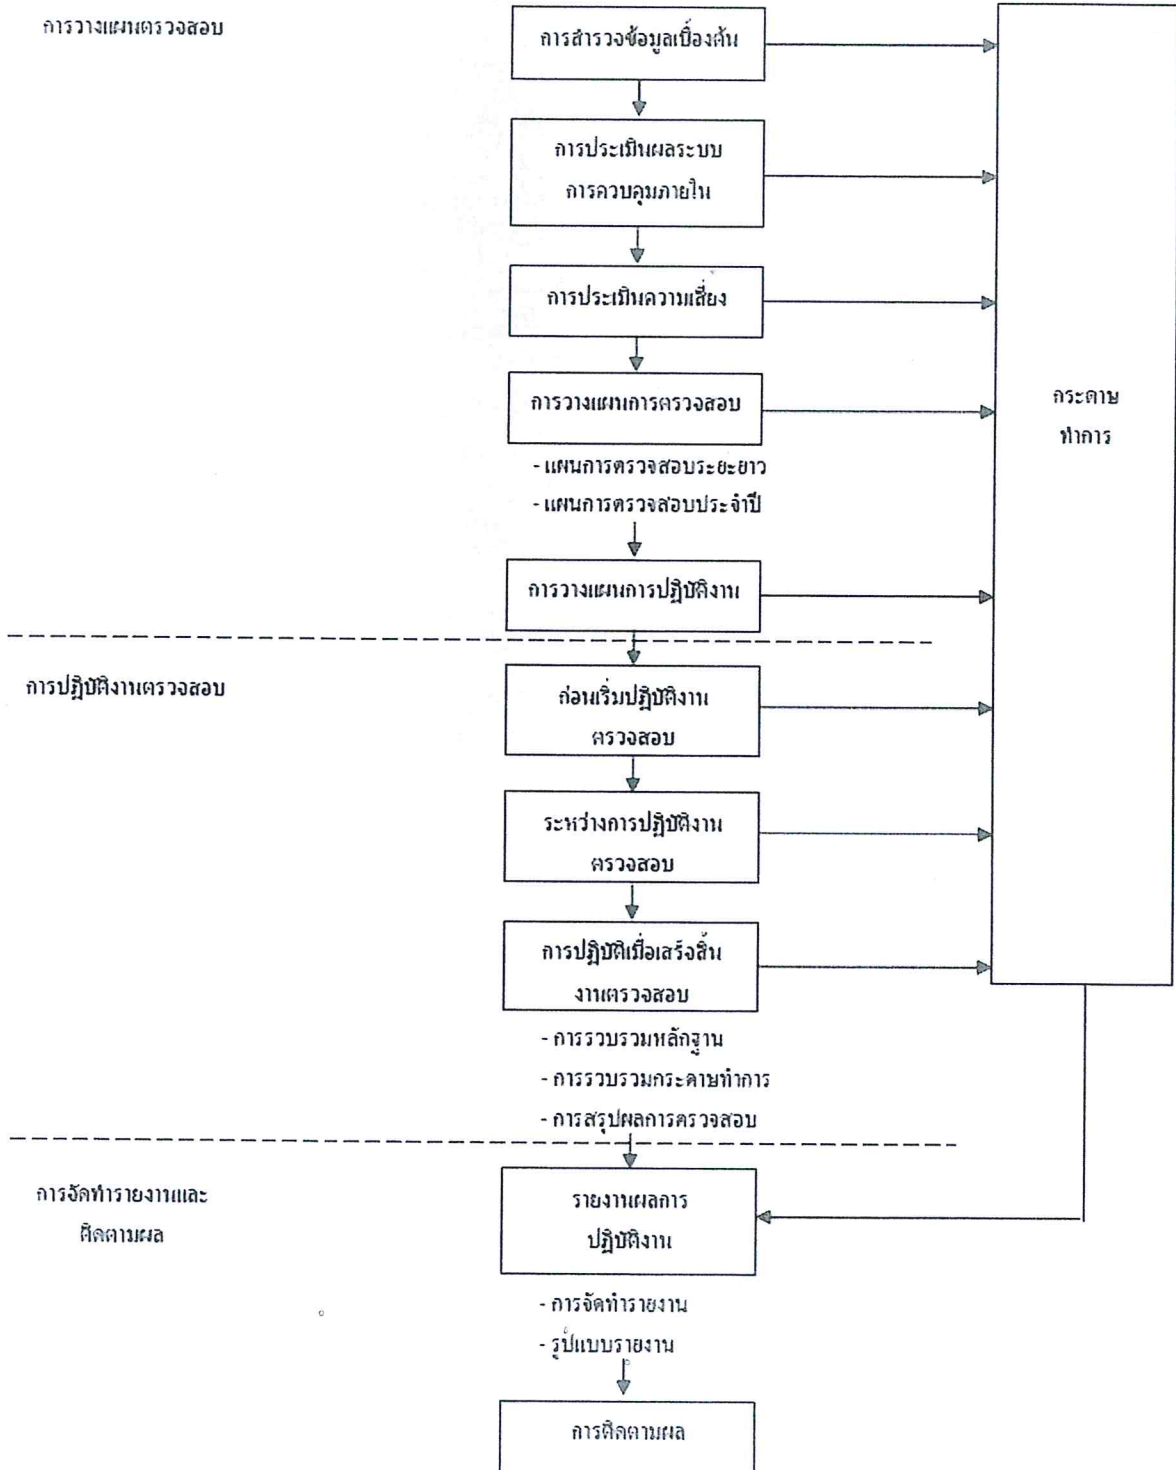 การวางแผนตรวจสอบ
การสำรวจข้อมูลเบื้องต้น
การประเมินผลระบบ
การควบคุมภายใน
การประเมินความเสี่ยง
การวางแผนการตรวจสอบ
- แผนการตรวจสอบระยะยาว
- แผนการตรวจสอบประจำปี
การวางแผนการปฏิบัติงาน
กระดาษ
ทำการ
การปฏิบัติงานตรวจสอบ
ก่อนเริ่มปฏิบัติงาน
ตรวจสอบ
ระหว่างการปฏิบัติงาน
ตรวจสอบ
การปฏิบัติเมื่อเสร็จสิ้น
งานตรวจสอบ
- การรวบรวมหลักฐาน
- การรวบรวมกระดาษทำการ
- การสรุปผลการตรวจสอบ
การจัดทำรายงานและ
ติดตามผล
รายงานผลการ
ปฏิบัติงาน
- การจัดทำรายงาน
- รูปแบบรายงาน
การติดตามผล